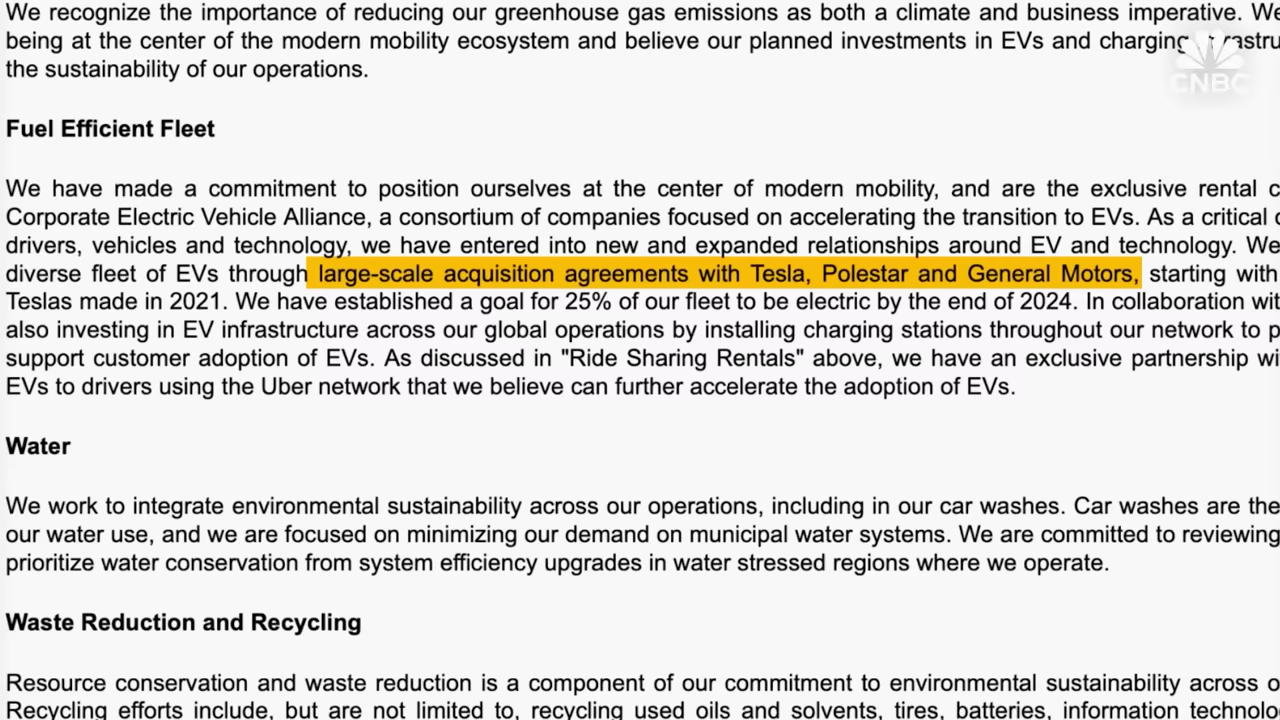 We recognize the importance of reducing our greenhouse gas emissions as both a climate and business imperative. We
being at the center of the modern mobility ecosystem and believe our planned investments in EVs and charging
the sustainability of our operations.
CNBC
Fuel Efficient Fleet
We have made a commitment to position ourselves at the center of modern mobility, and are the exclusive rental c
Corporate Electric Vehicle Alliance, a consortium of companies focused on accelerating the transition to EVs. As a critical
drivers, vehicles and technology, we have entered into new and expanded relationships around EV and technology. We
diverse fleet of EVs through large-scale acquisition agreements with Tesla, Polestar and General Motors, starting with
Teslas made in 2021. We have established a goal for 25% of our fleet to be electric by the end of 2024. In collaboration wit
also investing in EV infrastructure across our global operations by installing charging stations throughout our network to p
support customer adoption of EVs. As discussed in "Ride Sharing Rentals" above, we have an exclusive partnership wi
EVs to drivers using the Uber network that we believe can further accelerate the adoption of EVs.
Water
We work to integrate environmental sustainability across our operations, including in our car washes. Car washes are the
our water use, and we are focused on minimizing our demand on municipal water systems. We are committed to reviewing
prioritize water conservation from system efficiency upgrades in water stressed regions where we operate.
Waste Reduction and Recycling
Resource conservation and waste reduction is a component of our commitment to environmental sustainability across o
Recycling efforts include, but are not limited to, recycling used oils and solvents, tires, batteries, information technolo